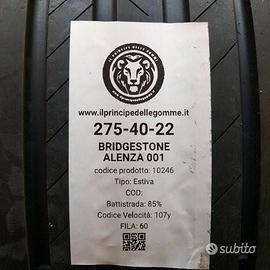 IL PRINCIPE DELLE GOMME
www.ilprincipedellegomme.it
275-40-22
BRIDGESTONE
ALENZA 001
codice prodotto: 10246
Tipo: Estiva
COD:
Battistrada: 85%
Codice Velocità: 107y
FILA: 60
subito